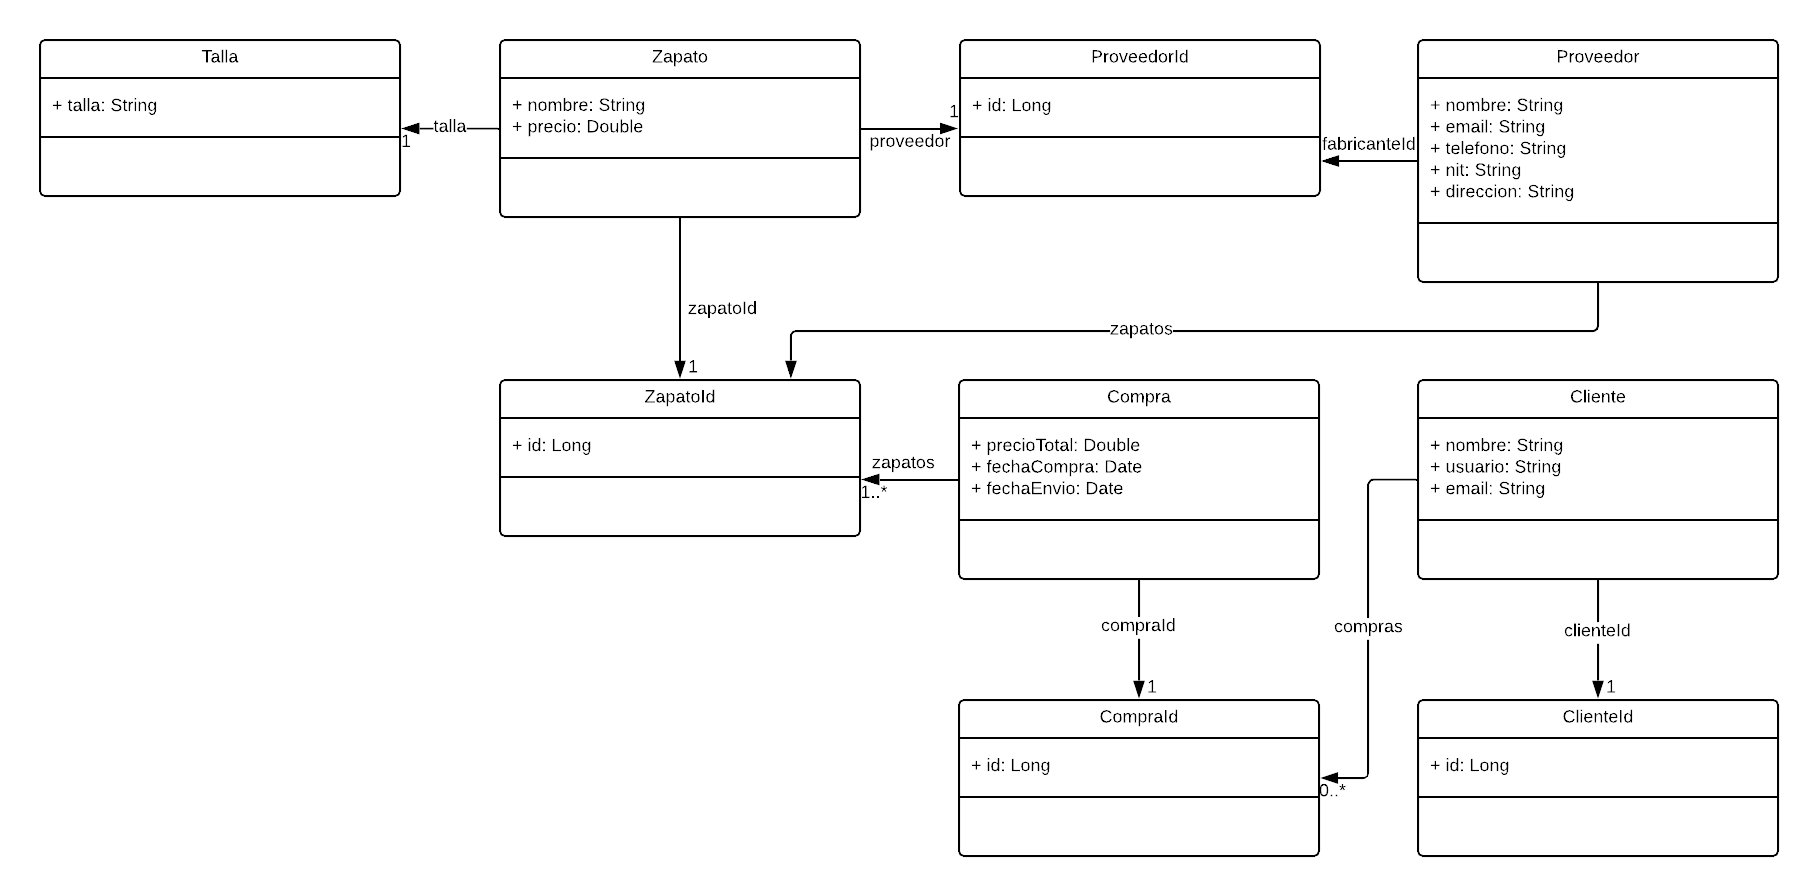 Talla
+ talla: String
talla
1
Zapato
+ nombre: String
+ precio: Double
1
proveedor
ProveedorId
+ id: Long
fabricanteId
Proveedor
+ nombre: String
+ email: String
+ telefono: String
+ nit: String
+ direccion: String
zapatoId
1
zapatos
ZapatoId
+ id: Long
zapatos
1..*
Compra
+ precioTotal: Double
+ fechaCompra: Date
+ fechaEnvio: Date
Cliente
+ nombre: String
+ usuario: String
+ email: String
compraId
1
compras
0..*
clienteId
1
CompraId
+ id: Long
ClienteId
+ id: Long